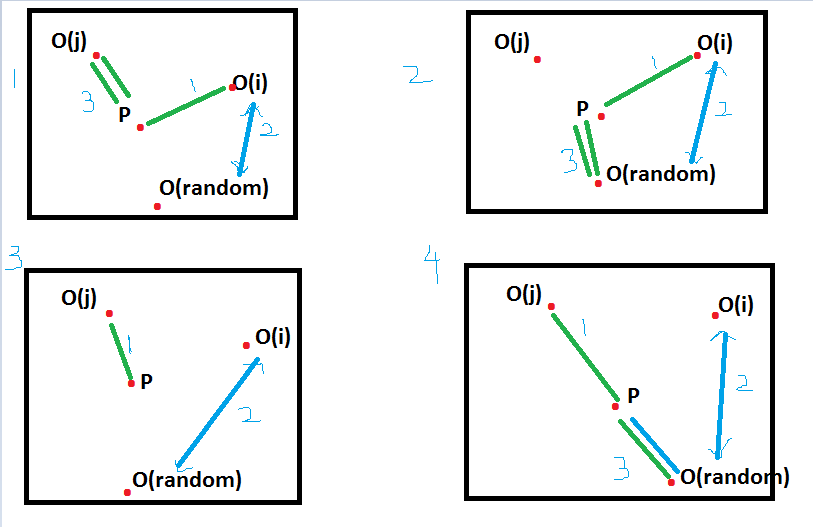 1
O(j)
O(i)
1
3
P
2
O(random)
2
O(j)
O(i)
1
P
2
3
O(random)
3
O(j)
O(i)
1
P
2
O(random)
4
O(j)
O(i)
1
P
2
3
O(random)